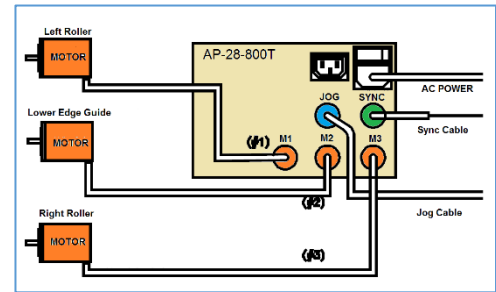 Left Roller
MOTOR
AP-28-800T
AC POWER
JOG
SYNC
Lower Edge Guide
Sync Cable
MOTOR
(#1)
M1
M2
M3
(#2)
Right Roller
Jog Cable
MOTOR
(#3)